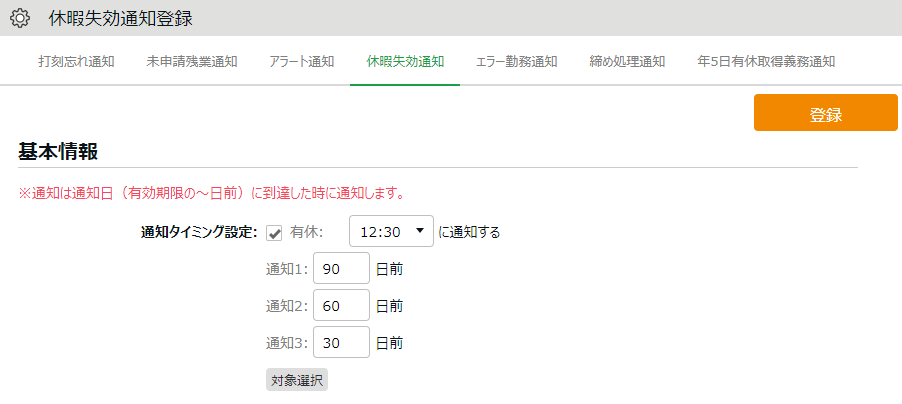 休暇失効通知登録
打刻忘れ通知 未申請残業通知 アラート通知 休暇失効通知 エラー勤務通知 締め処理通知 年5日有休取得義務通知
登録
基本情報
※通知は通知日（有効期限の～日前）に到達した時に通知します。
通知タイミング設定: 有休: 12:30 に通知する
通知1: 90 日前
通知2: 60 日前
通知3: 30 日前
対象選択